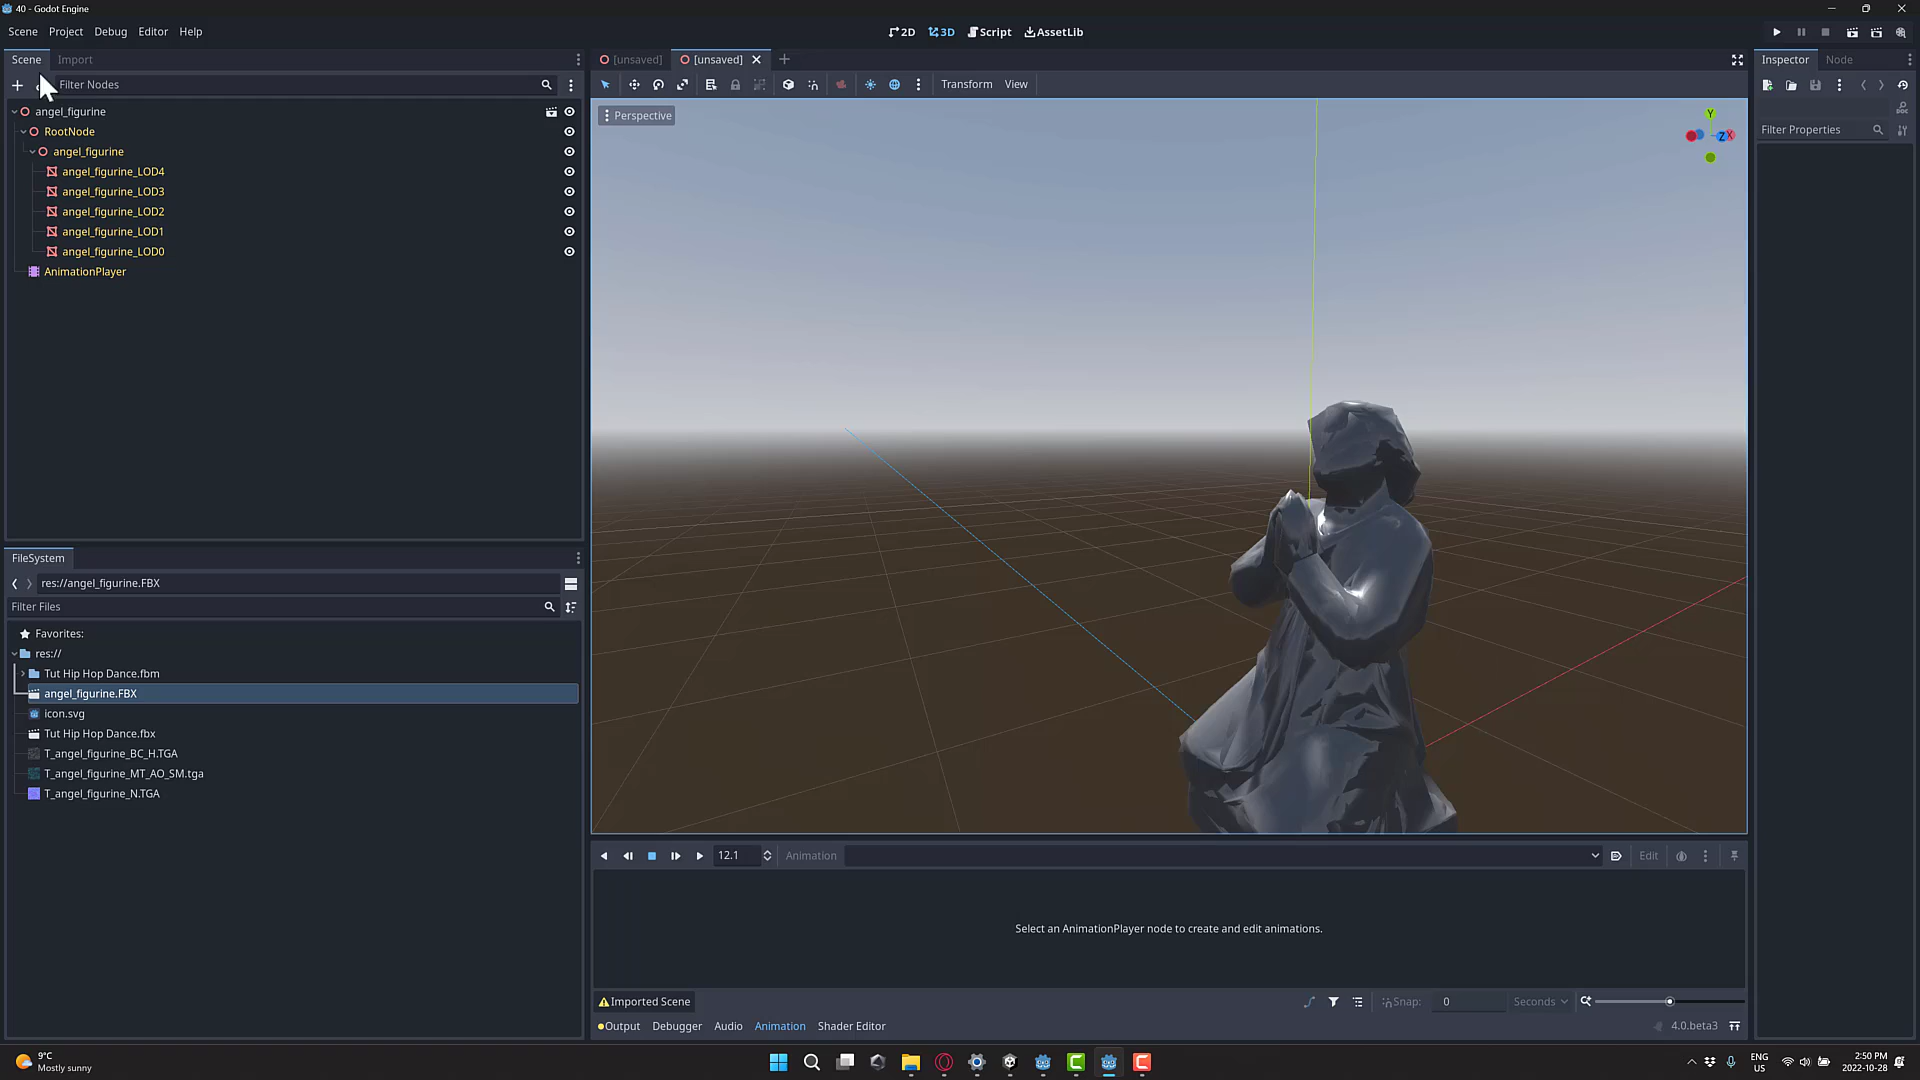 40 - Godot Engine
Scene Project Debug Editor Help
2D 3D Script AssetLib
Scene Import
[unsaved] [unsaved]
Inspector Node
Filter Nodes
Transform View
Perspective
Y
Z X
Filter Properties
angel_figurine
RootNode
angel_figurine
angel_figurine_LOD4
angel_figurine_LOD3
angel_figurine_LOD2
angel_figurine_LOD1
angel_figurine_LOD0
AnimationPlayer
FileSystem
res://angel_figurine.FBX
Filter Files
Favorites:
res://
Tut Hip Hop Dance.fbm
angel_figurine.FBX
icon.svg
Tut Hip Hop Dance.fbx
T_angel_figurine_BC_H.TGA
T_angel_figurine_MT_AO_SM.tga
T_angel_figurine_N.TGA
12.1 Animation Edit
Select an AnimationPlayer node to create and edit animations.
Imported Scene Snap: 0 Seconds
Output Debugger Audio Animation Shader Editor 4.0.beta3
9°C
Mostly sunny
ENG
US
2:50 PM
2022-10-28